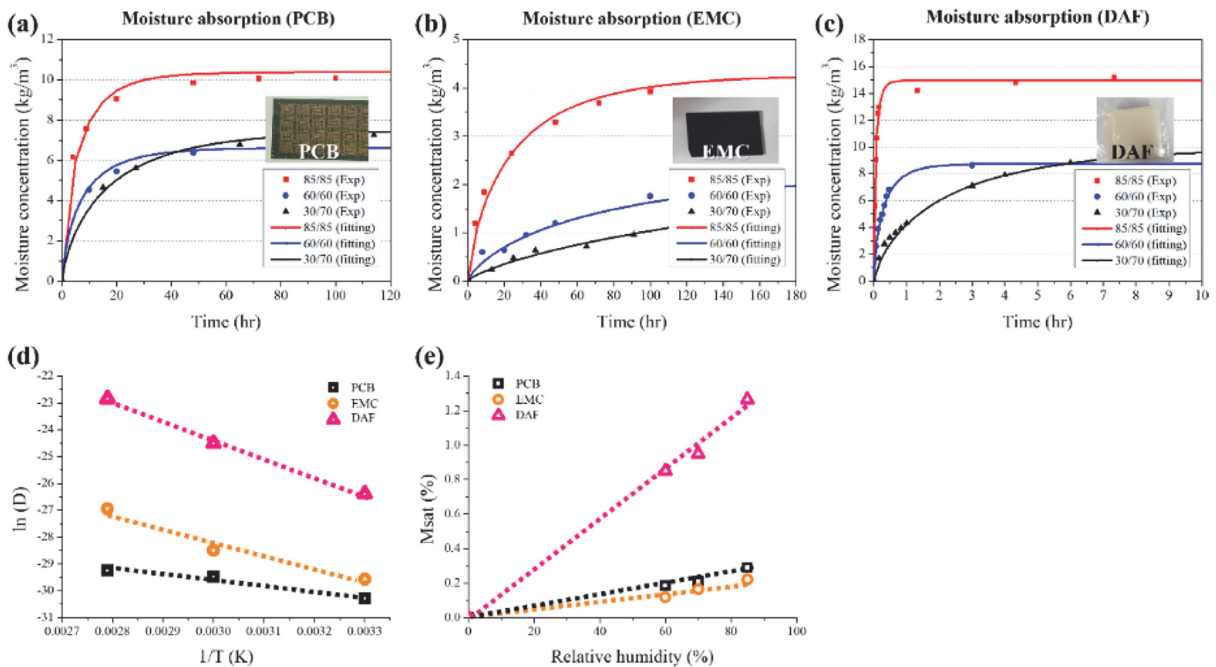 (a) Moisture absorption (PCB)
Moisture concentration (kg/m³)
12
10
8
6
4
2
0
PCB
85/85 (Exp)
60/60 (Exp)
30/70 (Exp)
85/85 (fitting)
60/60 (fitting)
30/70 (fitting)
0 20 40 60 80 100 120
Time (hr)
(b) Moisture absorption (EMC)
Moisture concentration (kg/m³)
5
4
3
2
1
0
EMC
85/85 (Exp)
60/60 (Exp)
30/70 (Exp)
85/85 (fitting)
60/60 (fitting)
30/70 (fitting)
0 20 40 60 80 100 120 140 160 180
Time (hr)
(c) Moisture absorption (DAF)
Moisture concentration (kg/m³)
18
16
14
12
10
8
6
4
2
0
DAF
85/85 (Exp)
60/60 (Exp)
30/70 (Exp)
85/85 (fitting)
60/60 (fitting)
30/70 (fitting)
0 1 2 3 4 5 6 7 8 9 10
Time (hr)
(d)
ln (D)
-22
-23
-24
-25
-26
-27
-28
-29
-30
-31
PCB
EMC
DAF
0.0027 0.0028 0.0029 0.0030 0.0031 0.0032 0.0033
1/T (K)
(e)
Msat (%)
1.4
1.2
1.0
0.8
0.6
0.4
0.2
0.0
PCB
EMC
DAF
0 20 40 60 80 100
Relative humidity (%)